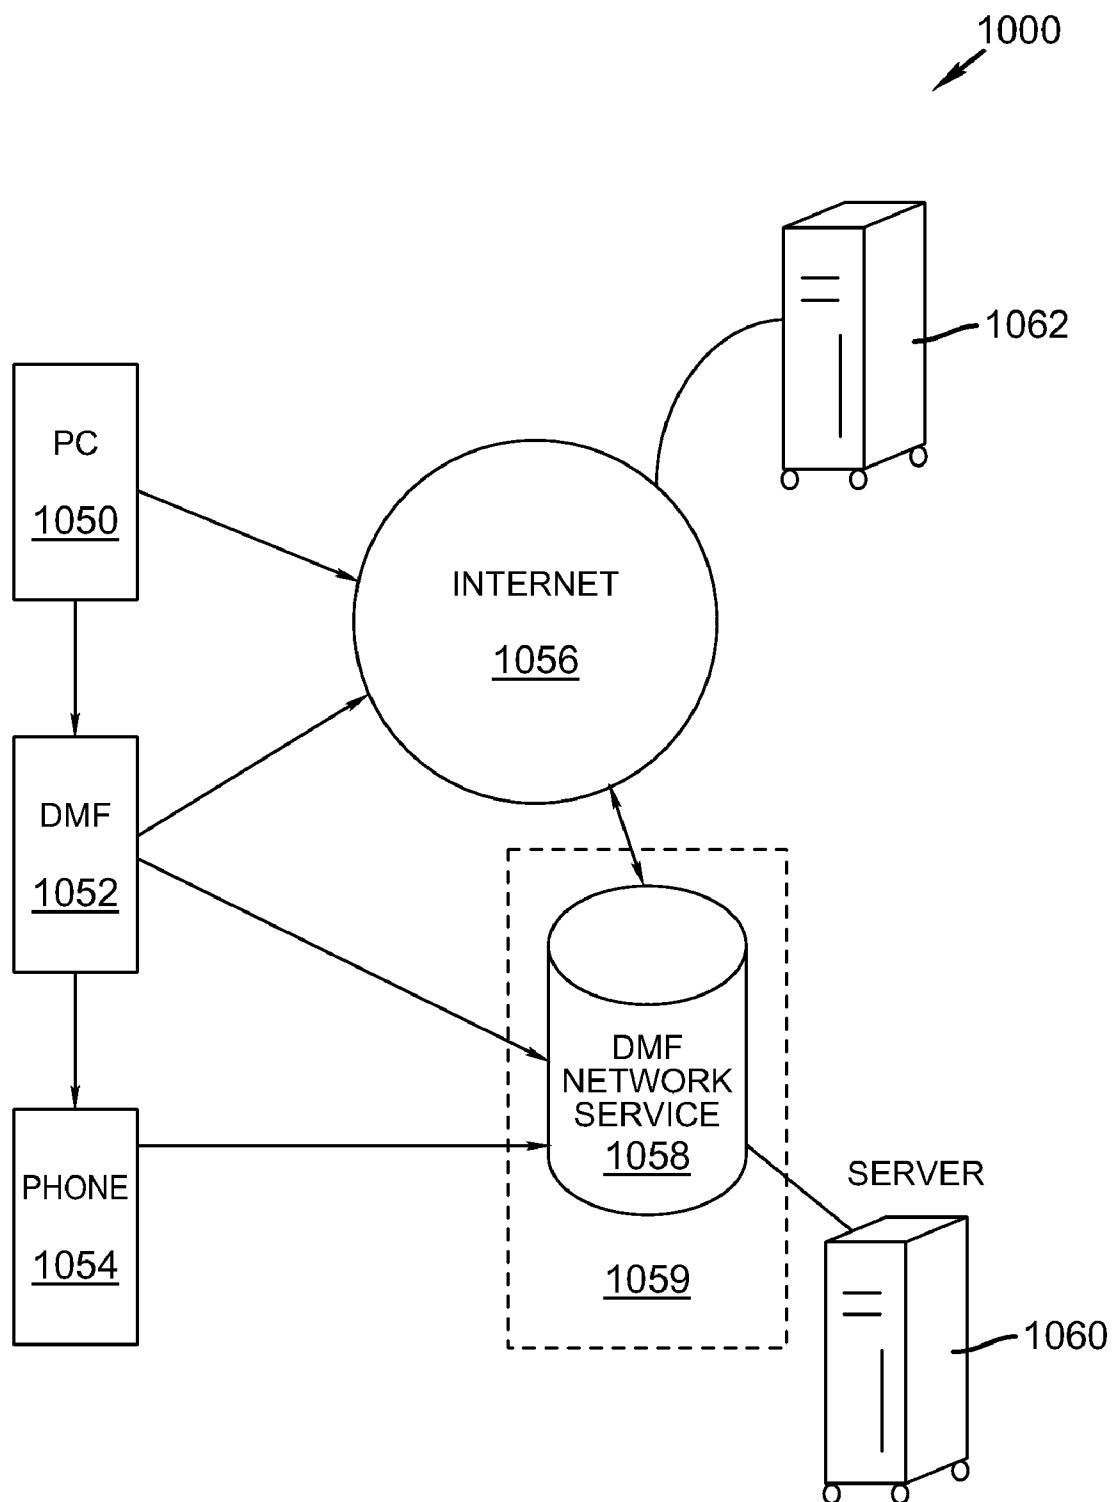 1000
1062
PC
1050
INTERNET
1056
DMF
1052
DMF
NETWORK
SERVICE
1058
PHONE
1054
1059
SERVER
1060